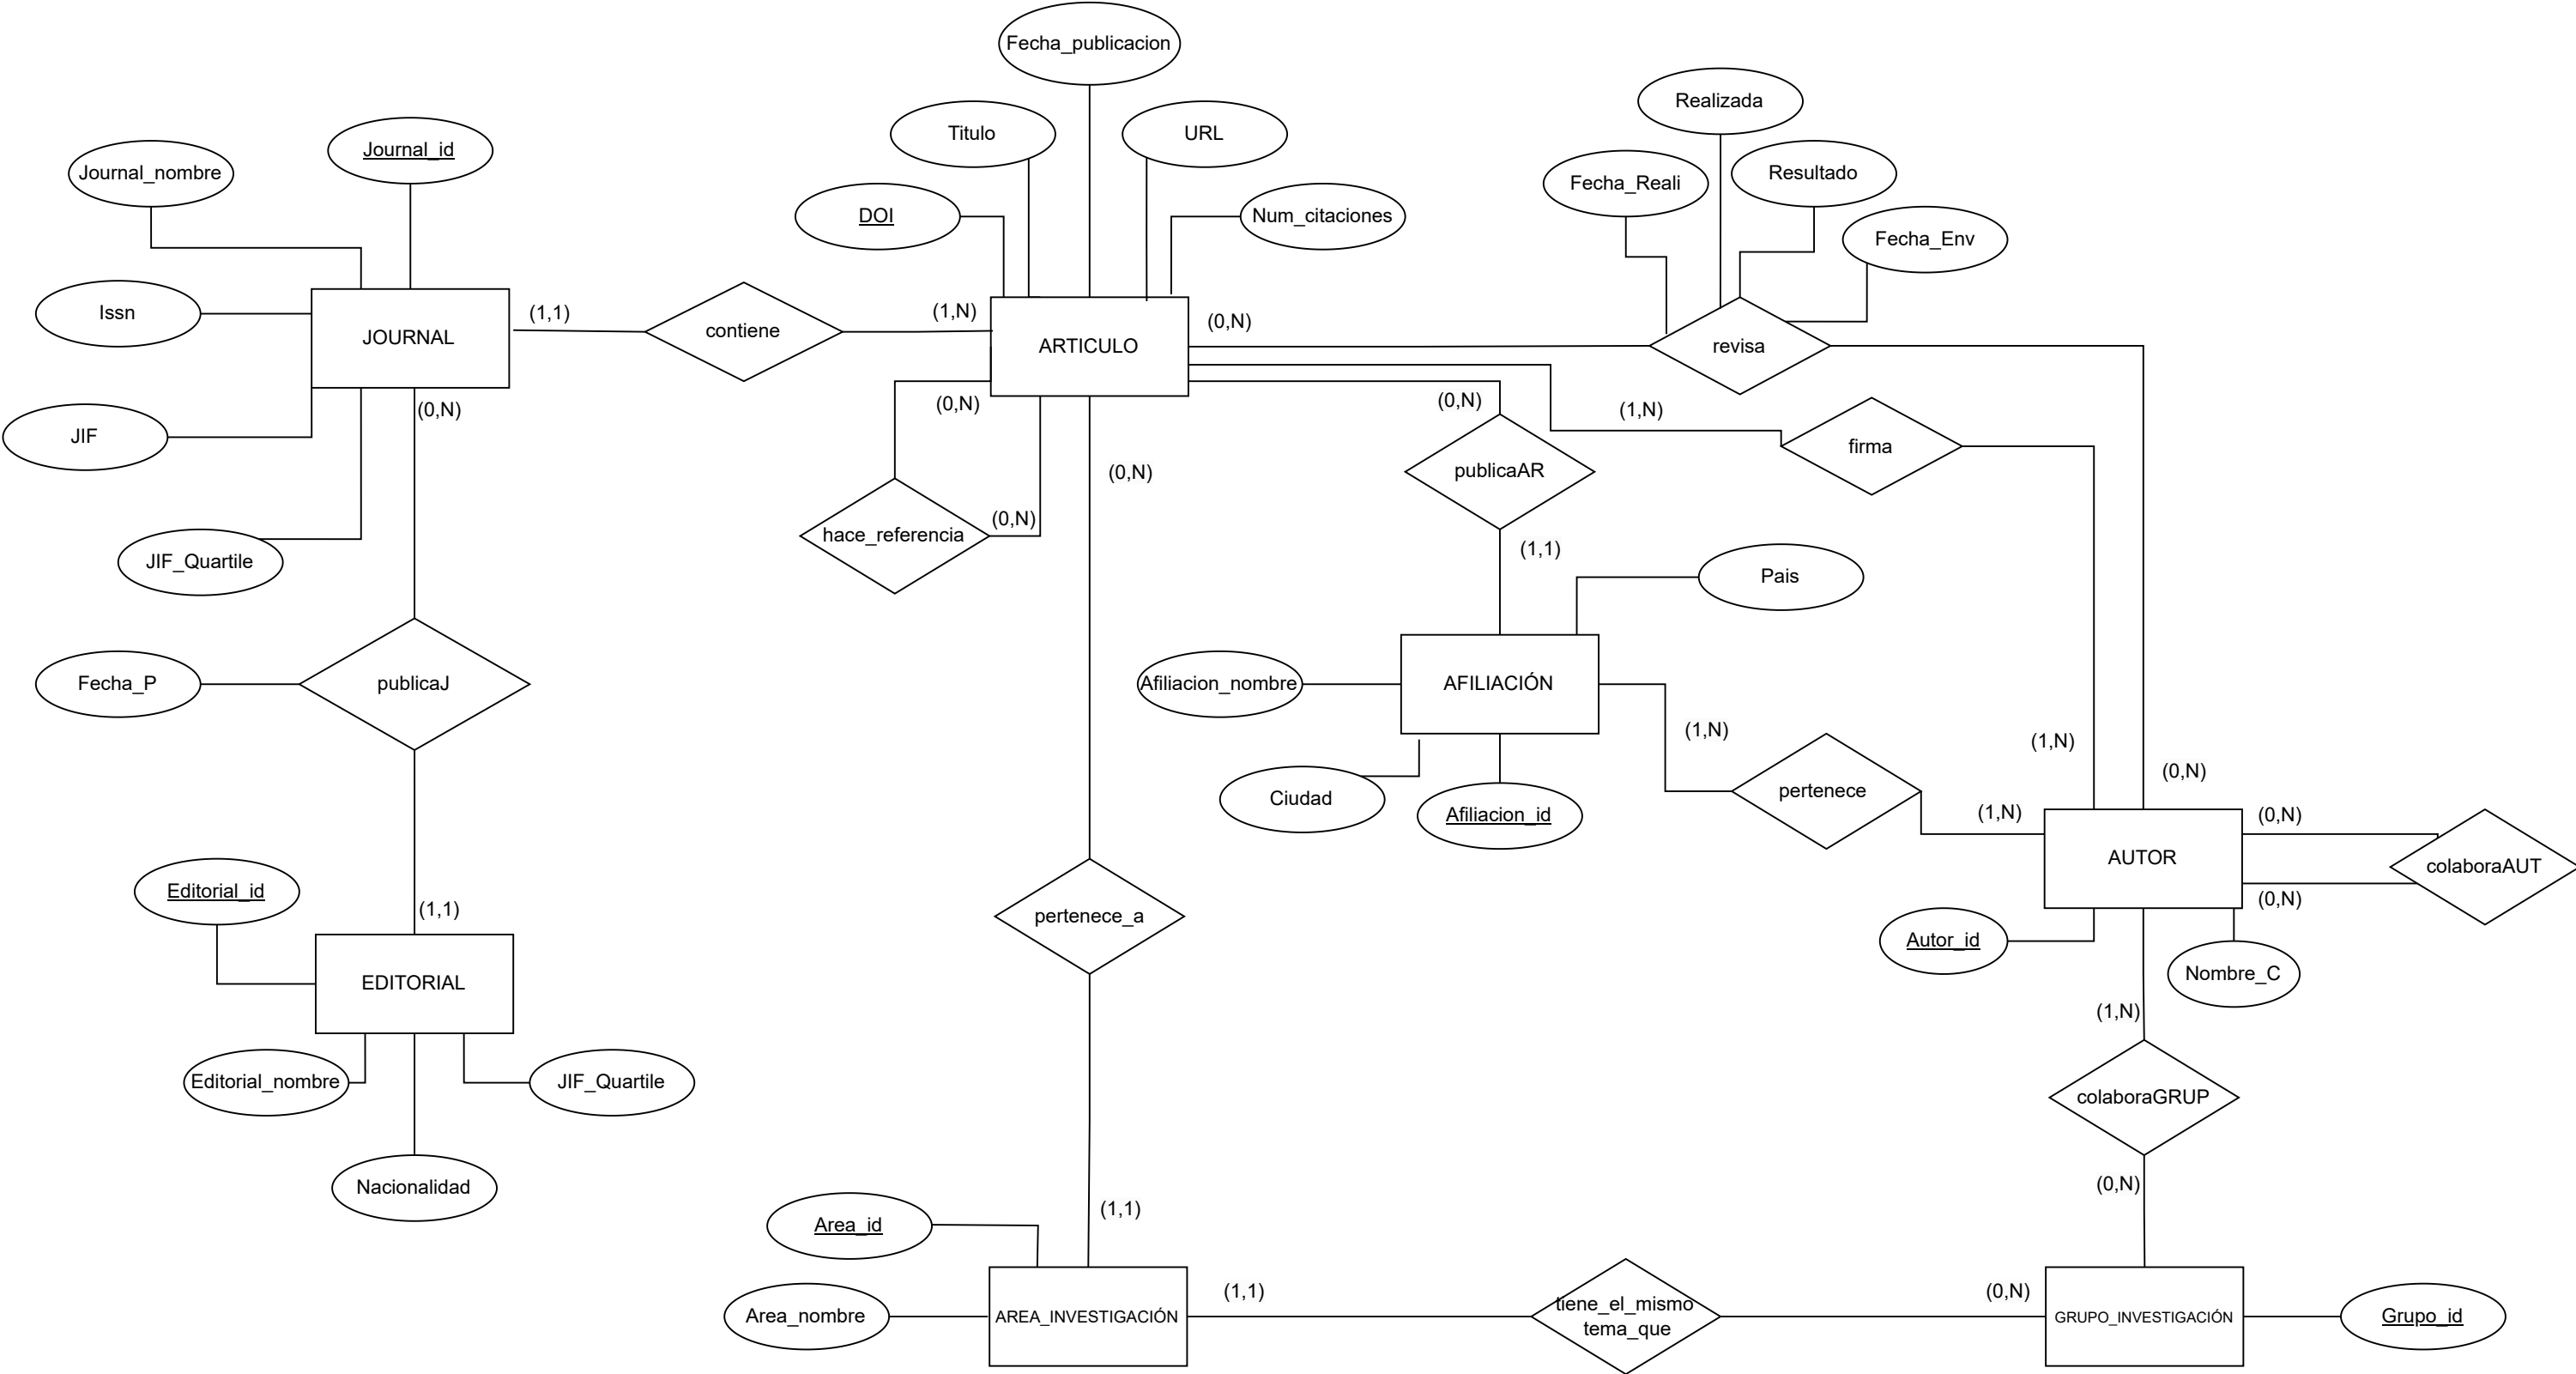 Fecha_publicacion
Realizada
Titulo
URL
Journal_id
Journal_nombre
Resultado
Fecha_Reali
DOI
Num_citaciones
Fecha_Env
Issn
(1,1)
(1,N)
(0,N)
JOURNAL
contiene
ARTICULO
revisa
(0,N)
(0,N)
(0,N)
(1,N)
JIF
firma
(0,N)
publicaAR
(0,N)
hace_referencia
(1,1)
JIF_Quartile
Pais
Fecha_P
publicaJ
Afiliacion_nombre
AFILIACIÓN
(1,N)
(1,N)
(0,N)
Ciudad
pertenece
(1,N)
(0,N)
Afiliacion_id
AUTOR
colaboraAUT
Editorial_id
(0,N)
(1,1)
pertenece_a
Autor_id
Nombre_C
EDITORIAL
(1,N)
Editorial_nombre
JIF_Quartile
colaboraGRUP
Nacionalidad
(0,N)
(1,1)
Area_id
(1,1)
(0,N)
Area_nombre
AREA_INVESTIGACIÓN
tiene_el_mismo
tema_que
GRUPO_INVESTIGACIÓN
Grupo_id